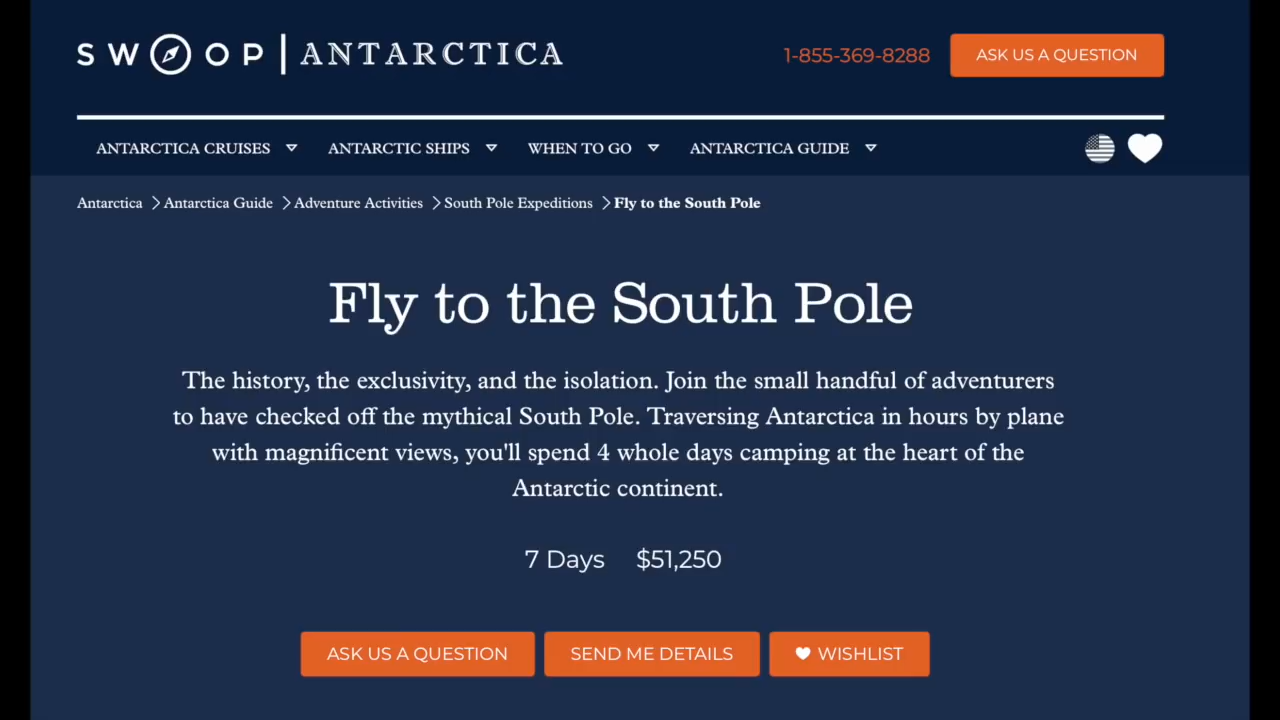 SWOOP | ANTARCTICA
1-855-369-8288
ASK US A QUESTION
ANTARCTICA CRUISES
ANTARCTIC SHIPS
WHEN TO GO
ANTARCTICA GUIDE
Antarctica > Antarctica Guide > Adventure Activities > South Pole Expeditions > Fly to the South Pole
Fly to the South Pole
The history, the exclusivity, and the isolation. Join the small handful of adventurers
to have checked off the mythical South Pole. Traversing Antarctica in hours by plane
with magnificent views, you'll spend 4 whole days camping at the heart of the
Antarctic continent.
7 Days $51,250
ASK US A QUESTION
SEND ME DETAILS
WISHLIST